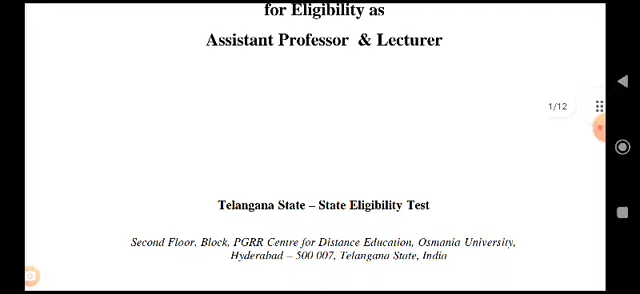 for Eligibility as
Assistant Professor & Lecturer
1/12
Telangana State – State Eligibility Test
Second Floor, Block, PGRR Centre for Distance Education, Osmania University,
Hyderabad – 500 007, Telangana State, India